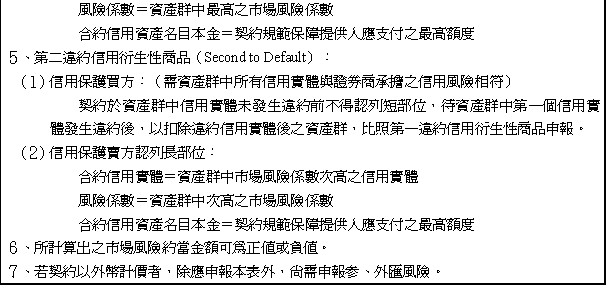 風險係數＝產資群中最高之市場風險係數
合約信用資產名目本金＝契約規範保障提供人應支付之最高額度
５、第二違約信用衍生性商品（Second to Default）：
（1）信用保護買方：（需資產群中所有信用實體與證券商承擔之信用風險相符）
契約於資產群中信用實體未發生違約前不得認列短部位，待資產群中第一個信用實
體發生違約後，以扣除違約信用實體後之資產群，比照第一違約信用衍生性商品申報。
（2）信用保護賣方認列長部位：
合約信用實體＝資產群中市場風險係數次高之信用實體
風險係數＝資產群中次高之市場風險係數
合約信用資產名目本金＝契約規範保障提供人應支付之最高額度
６、所計算出之市場風險約當金額可為正值或負值。
７、若契約以外幣計價者，除應申報本表外，尚需申報參、外匯風險。